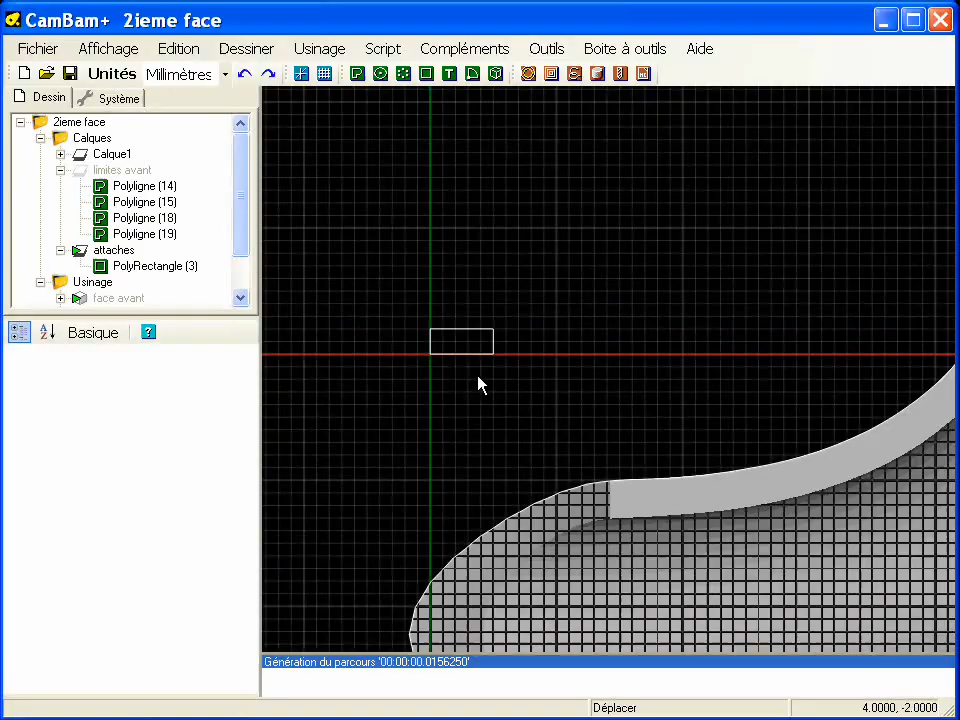 CamBam+ 2ieme face
Fichier Affichage Edition Dessiner Usinage Script Compléments Outils Boite à outils Aide
Unités Millimètres
Dessin Système
2ieme face
Calques
Calque1
limites avant
Polyligne (14)
Polyligne (15)
Polyligne (18)
Polyligne (19)
attaches
PolyRectangle (3)
Usinage
face avant
Basique
Génération du parcours '00:00:00.0156250'
Déplacer 4.0000, -2.0000